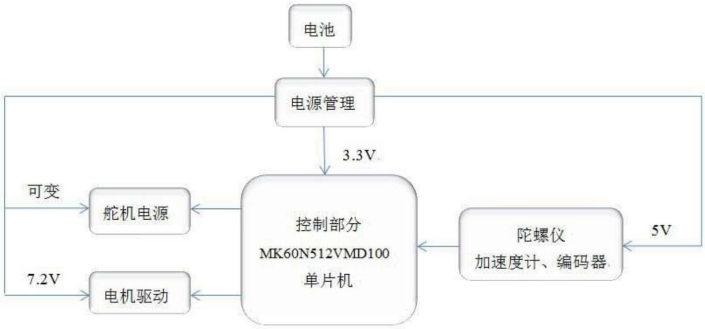 电池
电源管理
3.3V
可变
舵机电源
控制部分
MK60N512VMD100
单片机
陀螺仪
加速度计、编码器
5V
7.2V
电机驱动